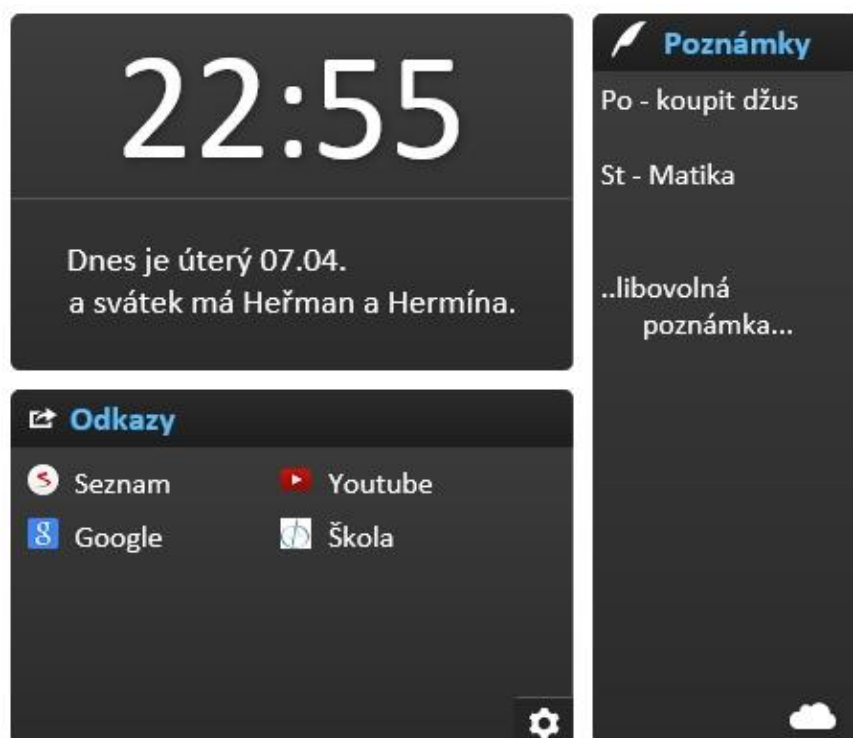 22:55
Dnes je úterý 07.04.
a svátek má Heřman a Hermína.
Odkazy
Seznam
Youtube
Google
Škola
Poznámky
Po - koupit džus
St - Matika
..libovolná
poznámka...